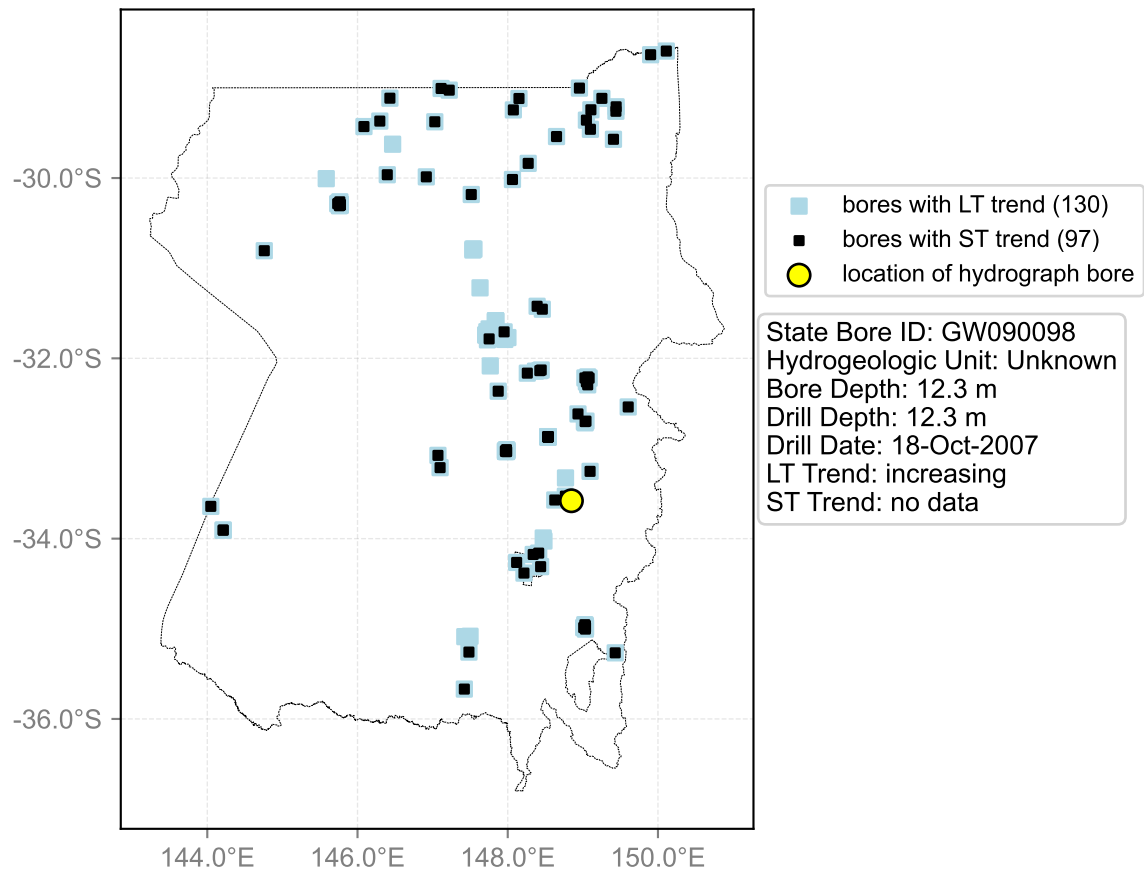 -30.0°S
-32.0°S
-34.0°S
-36.0°S
144.0°E
146.0°E
148.0°E
150.0°E
bores with LT trend (130)
bores with ST trend (97)
location of hydrograph bore
State Bore ID: GW090098
Hydrogeologic Unit: Unknown
Bore Depth: 12.3 m
Drill Depth: 12.3 m
Drill Date: 18-Oct-2007
LT Trend: increasing
ST Trend: no data